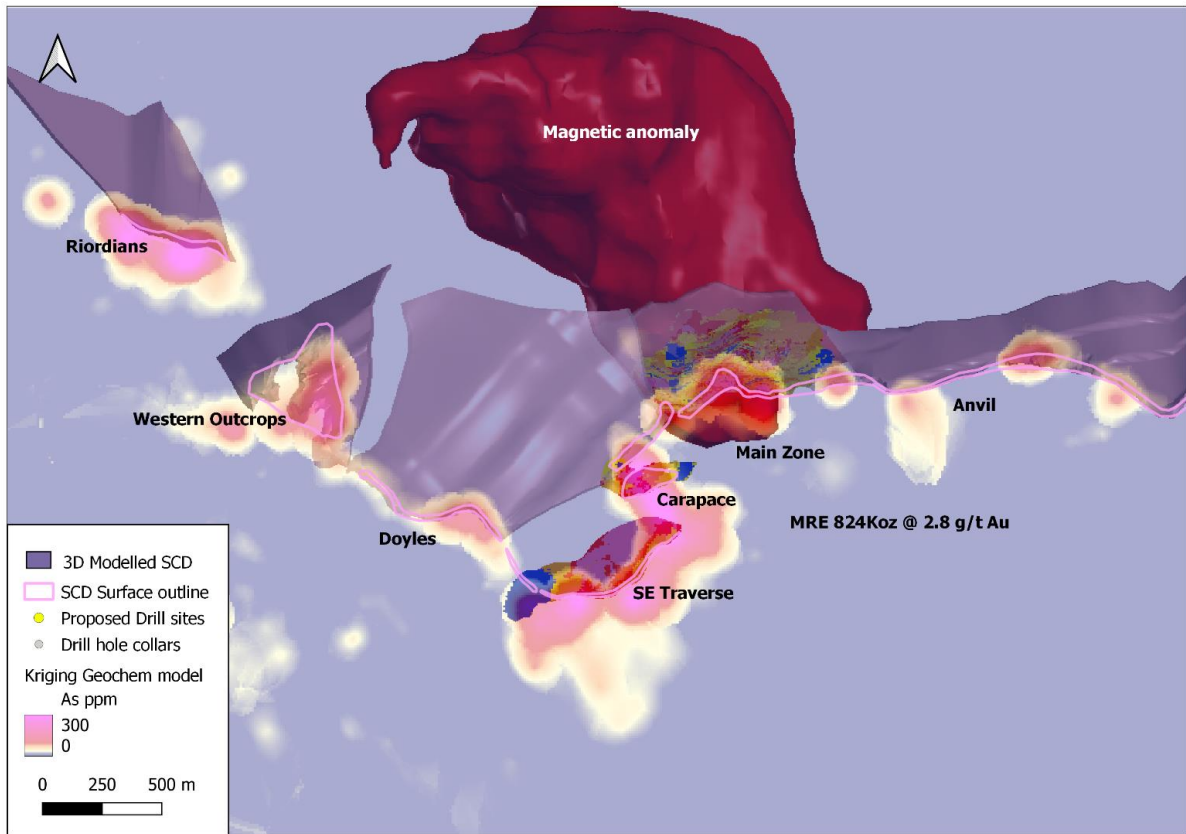 Magnetic anomaly
Riordians
Western Outcrops
Anvil
Main Zone
Carapace
MRE 824Koz @ 2.8 g/t Au
Doyles
SE Traverse
3D Modelled SCD
SCD Surface outline
Proposed Drill sites
Drill hole collars
Kriging Geochem model
As ppm
300
0
0 250 500 m